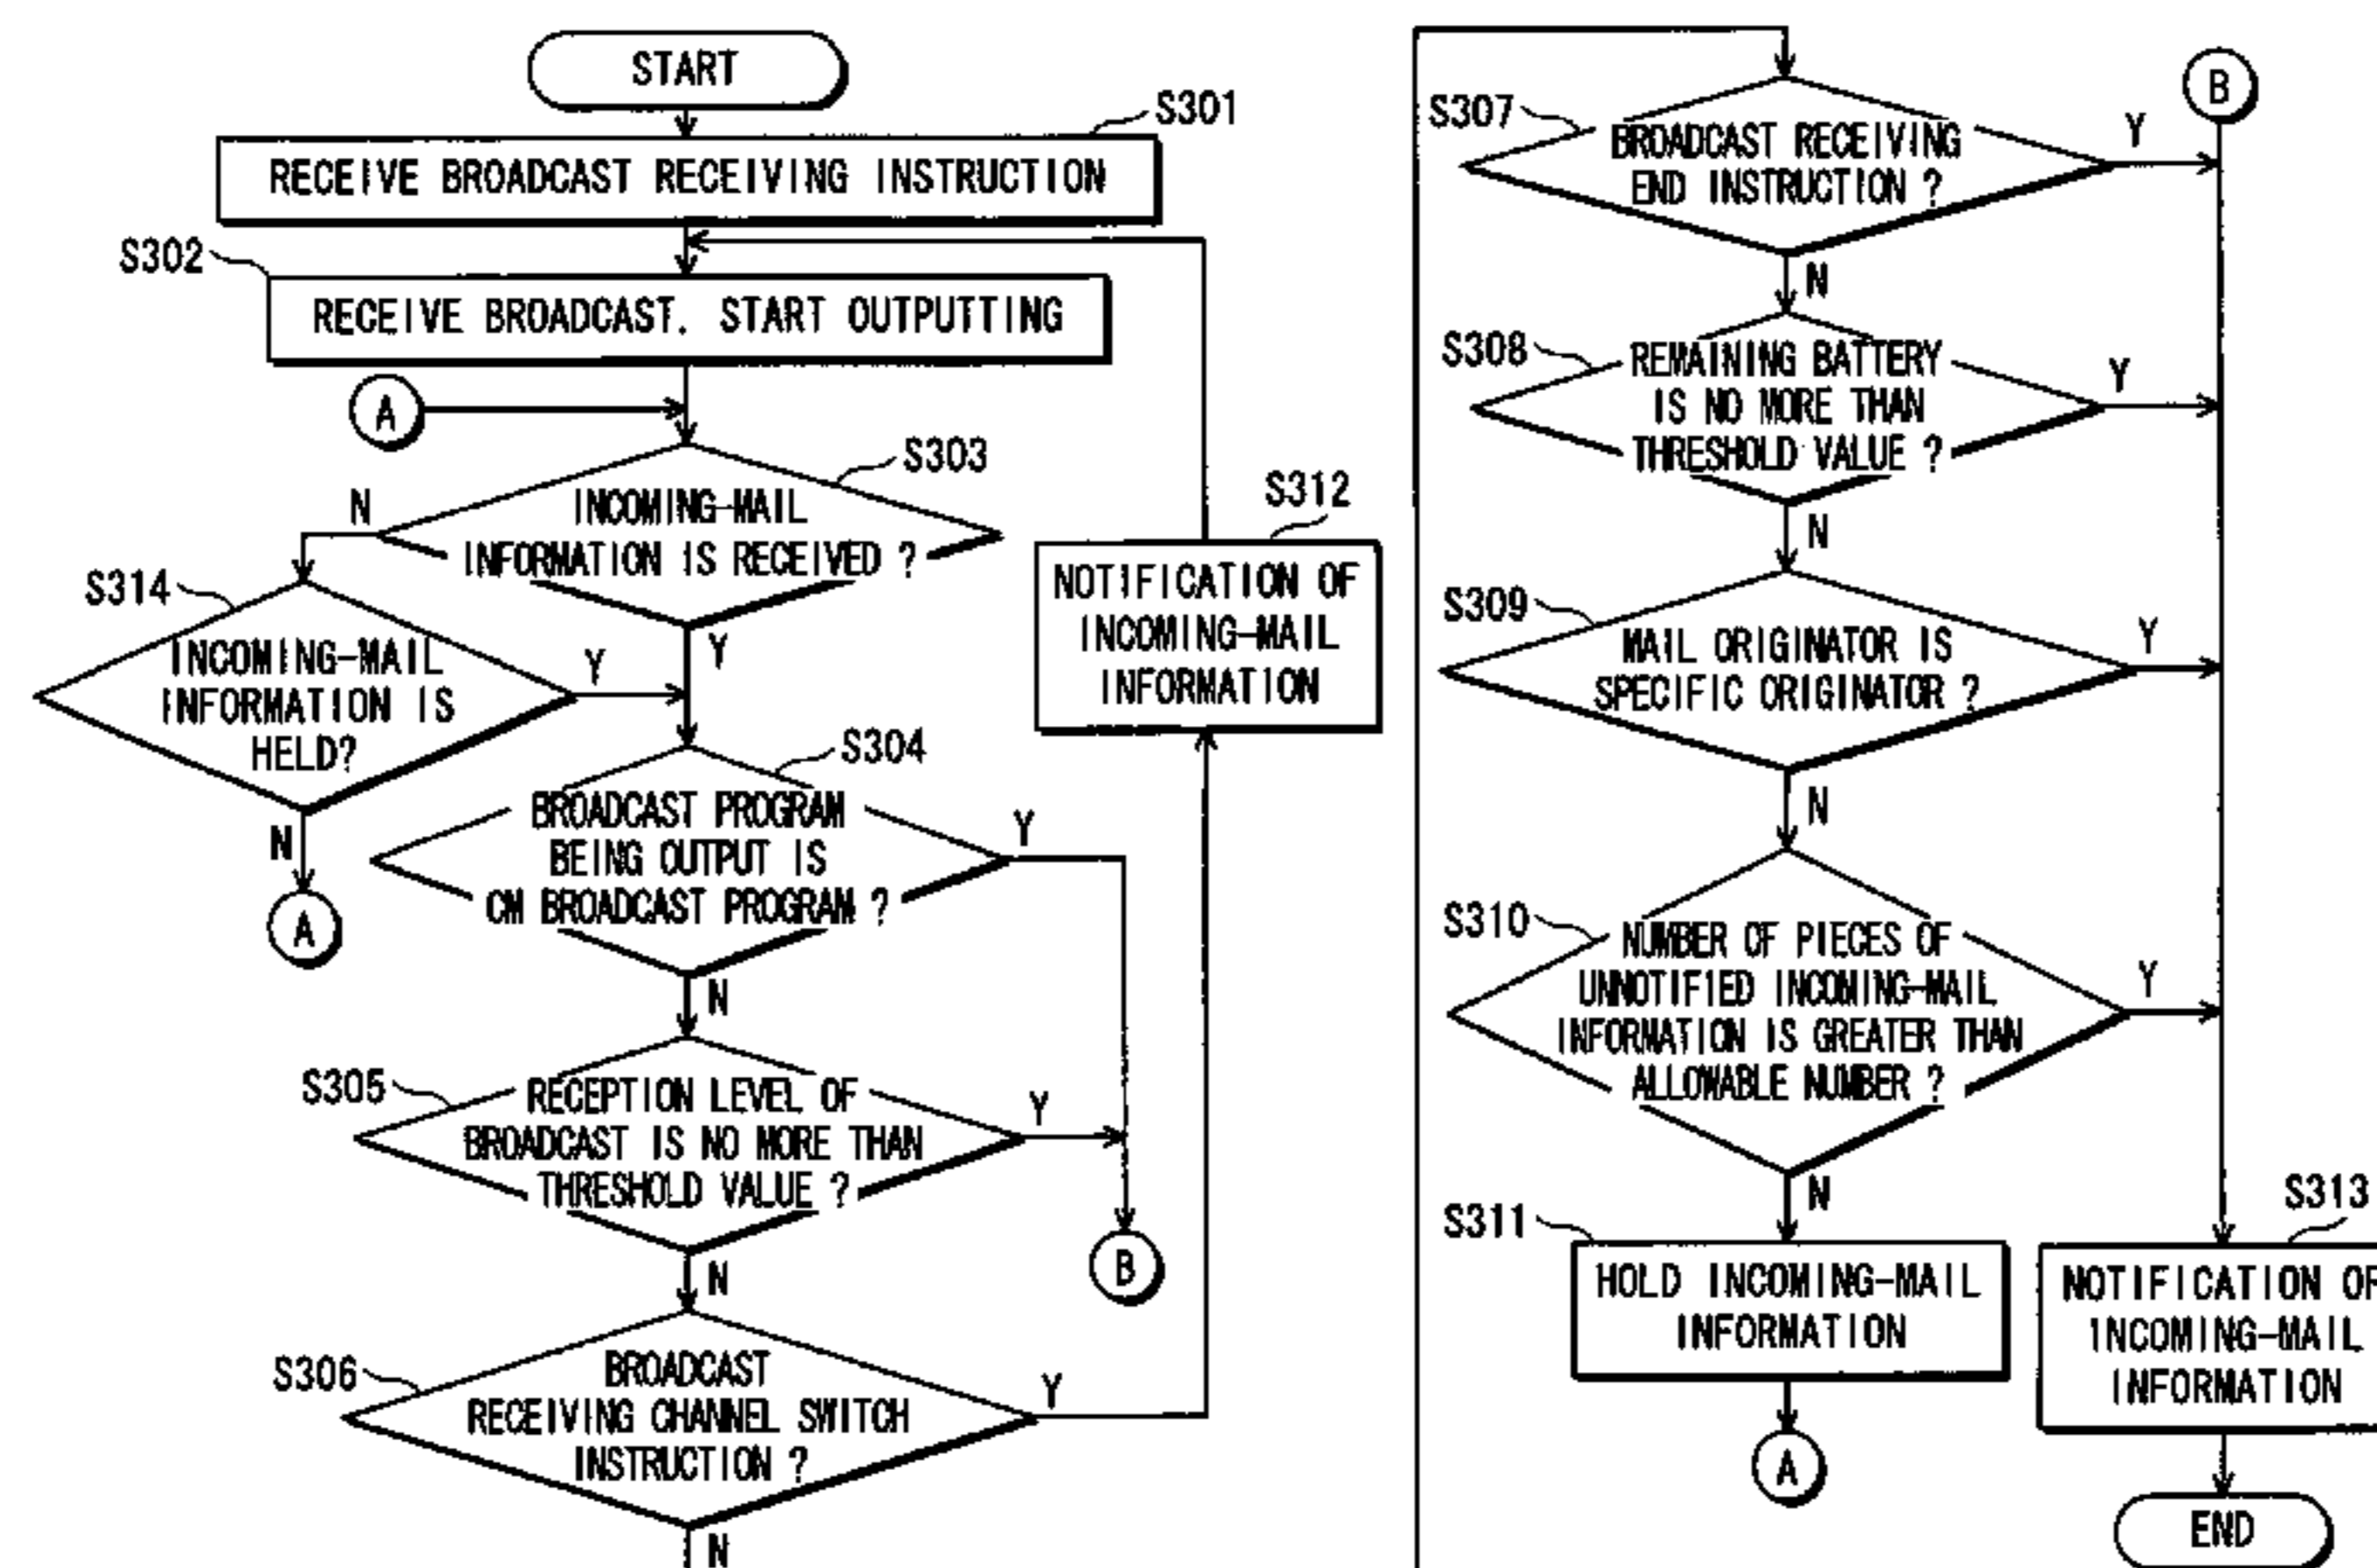 START
S301
RECEIVE BROADCAST RECEIVING INSTRUCTION
S302
RECEIVE BROADCAST. START OUTPUTTING
A
S303
INCOMING-MAIL
INFORMATION IS RECEIVED ?
N
Y
S314
INCOMING-MAIL
INFORMATION IS
HELD?
Y
N
A
S304
BROADCAST PROGRAM
BEING OUTPUT IS
CM BROADCAST PROGRAM ?
Y
N
S305
RECEPTION LEVEL OF
BROADCAST IS NO MORE THAN
THRESHOLD VALUE ?
Y
N
B
S306
BROADCAST
RECEIVING CHANNEL SWITCH
INSTRUCTION ?
Y
N
S312
NOTIFICATION OF
INCOMING-MAIL
INFORMATION
S307
BROADCAST RECEIVING
END INSTRUCTION ?
Y
N
B
S308
REMAINING BATTERY
IS NO MORE THAN
THRESHOLD VALUE ?
Y
N
S309
MAIL ORIGINATOR IS
SPECIFIC ORIGINATOR ?
Y
N
S310
NUMBER OF PIECES OF
UNNOTIFIED INCOMING-MAIL
INFORMATION IS GREATER THAN
ALLOWABLE NUMBER ?
Y
N
S311
HOLD INCOMING-MAIL
INFORMATION
A
S313
NOTIFICATION OF
INCOMING-MAIL
INFORMATION
END